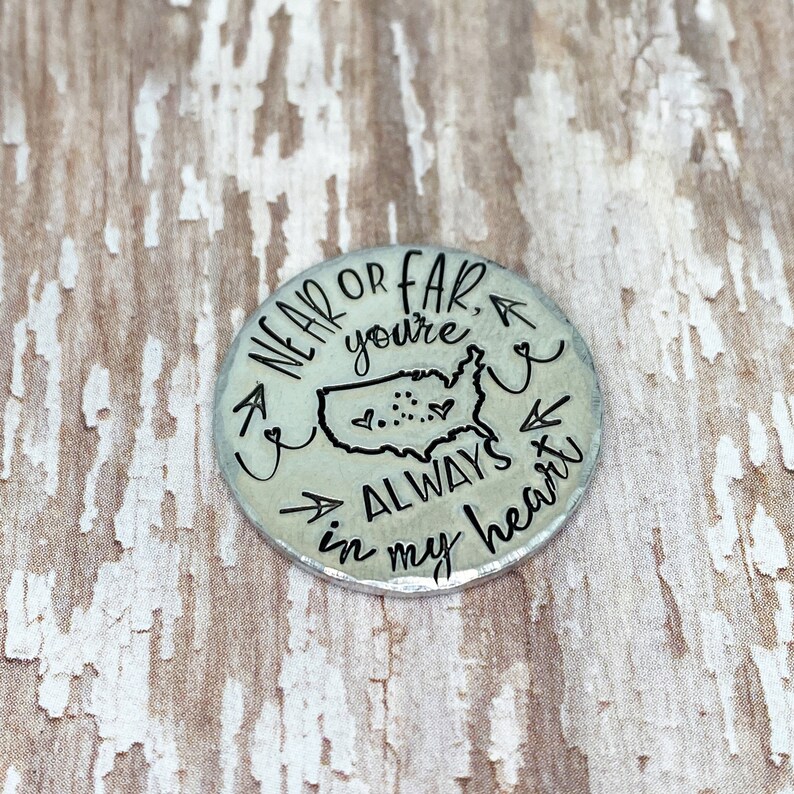 NEAR OR FAR,
you're
ALWAYS
in my heart